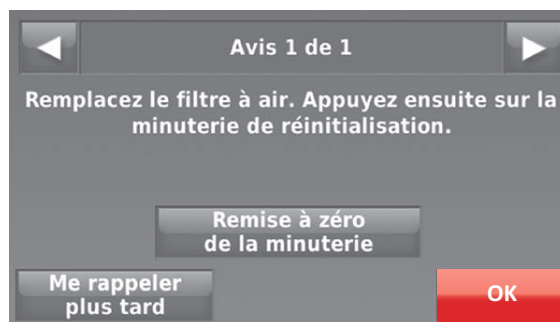 Avis 1 de 1
Remplacez le filtre à air. Appuyez ensuite sur la
minuterie de réinitialisation.
Remise à zéro
de la minuterie
Me rappeler
plus tard
OK